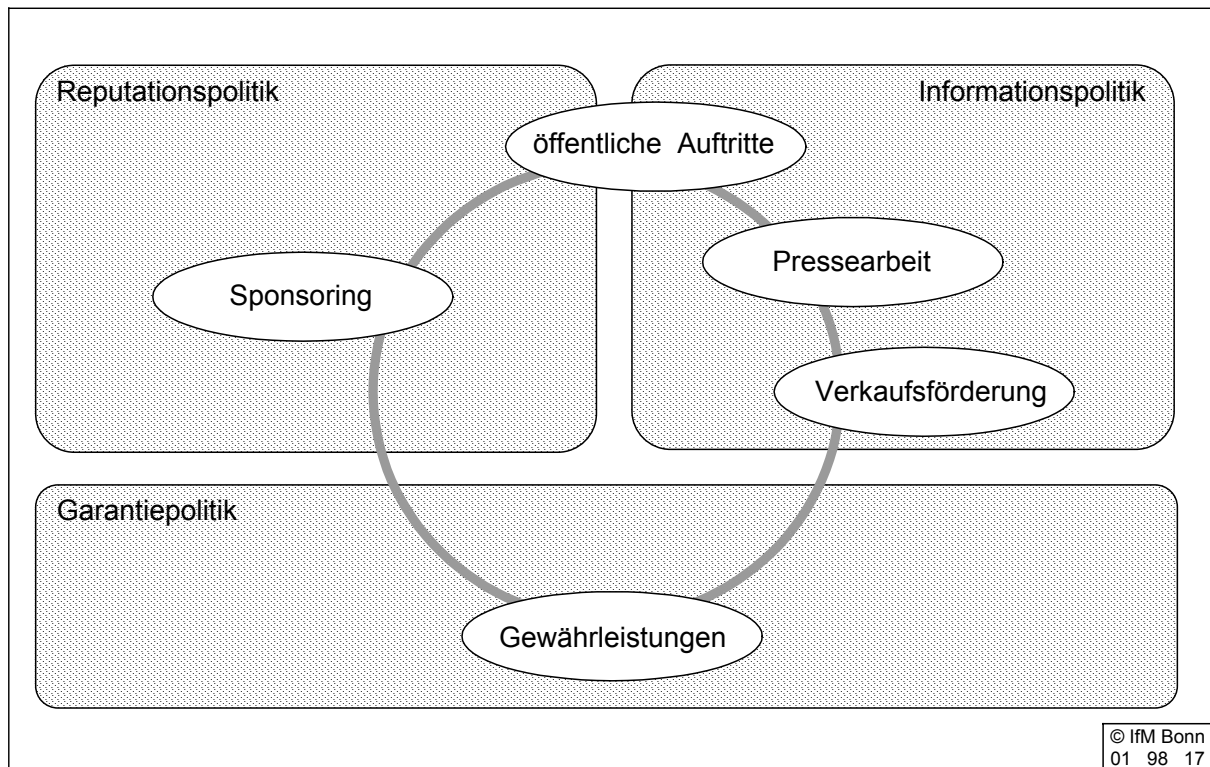 Reputationspolitik
Informationspolitik
öffentliche Auftritte
Pressearbeit
Sponsoring
Verkaufsförderung
Garantiepolitik
Gewährleistungen
© IfM Bonn
01 98 17